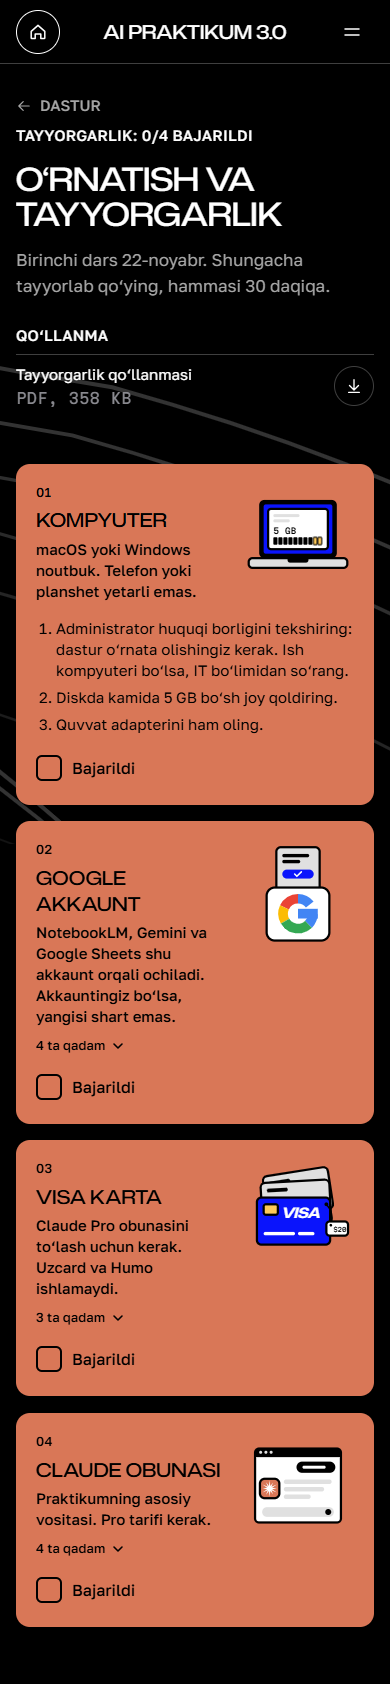 AI PRAKTIKUM 3.0
← DASTUR
TAYYORGARLIK: 0/4 BAJARILDI
O‘RNATISH VA
TAYYORGARLIK
Birinchi dars 22-noyabr. Shungacha
tayyorlab qo‘ying, hammasi 30 daqiqa.
QO‘LLANMA
Tayyorgarlik qo‘llanmasi
PDF, 358 KB
01
KOMPYUTER
macOS yoki Windows
noutbuk. Telefon yoki
planshet yetarli emas.
5 GB
1. Administrator huquqi borligini tekshiring:
dastur o‘rnata olishingiz kerak. Ish
kompyuteri bo‘lsa, IT bo‘limidan so‘rang.
2. Diskda kamida 5 GB bo‘sh joy qoldiring.
3. Quvvat adapterini ham oling.
Bajarildi
02
GOOGLE
AKKAUNT
NotebookLM, Gemini va
Google Sheets shu
akkaunt orqali ochiladi.
Akkauntingiz bo‘lsa,
yangisi shart emas.
G
4 ta qadam
Bajarildi
03
VISA KARTA
Claude Pro obunasini
to‘lash uchun kerak.
Uzcard va Humo
ishlamaydi.
VISA
$20
3 ta qadam
Bajarildi
04
CLAUDE OBUNASI
Praktikumning asosiy
vositasi. Pro tarifi kerak.
4 ta qadam
Bajarildi